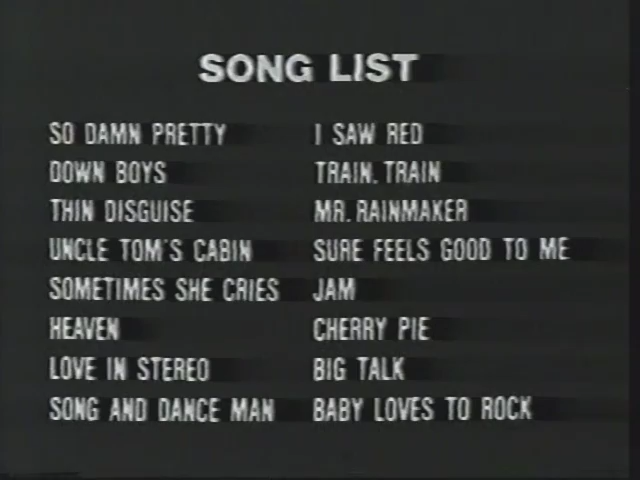 SONG LIST
SO DAMN PRETTY
DOWN BOYS
THIN DISGUISE
UNCLE TOM'S CABIN
SOMETIMES SHE CRIES
HEAVEN
LOVE IN STEREO
SONG AND DANCE MAN
I SAW RED
TRAIN, TRAIN
MR. RAINMAKER
SURE FEELS GOOD TO ME
JAM
CHERRY PIE
BIG TALK
BABY LOVES TO ROCK